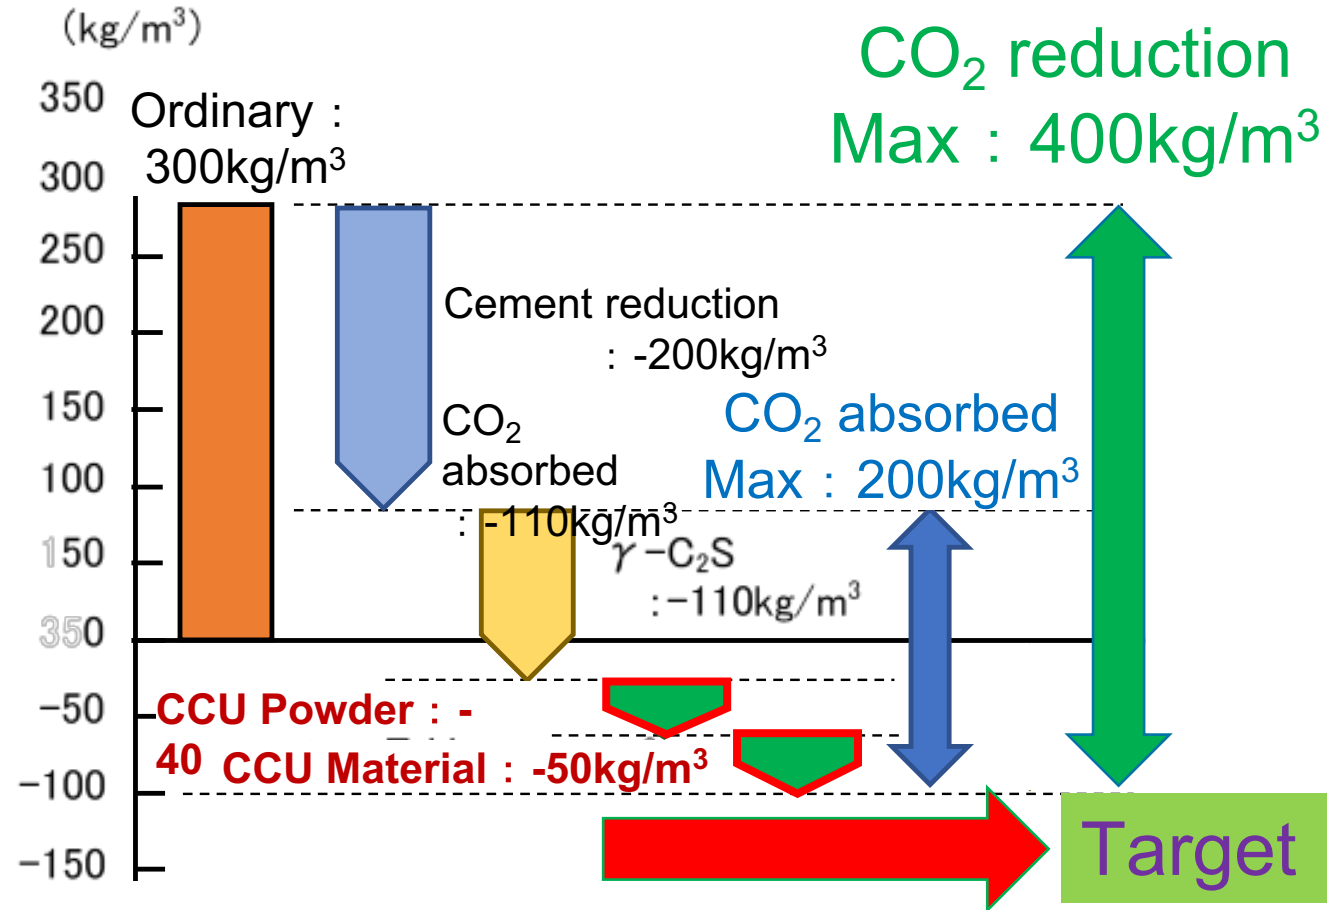 (kg/m³)
CO₂ reduction
Max：400kg/m³
350
Ordinary：
300kg/m³
300
250
200
Cement reduction
：-200kg/m³
150
CO₂
absorbed
：-110kg/m³
CO₂ absorbed
Max：200kg/m³
100
150
γ-C₂S
:-110kg/m³
350
-50
CCU Powder：-
40
CCU Material：-50kg/m³
-100
-150
Target